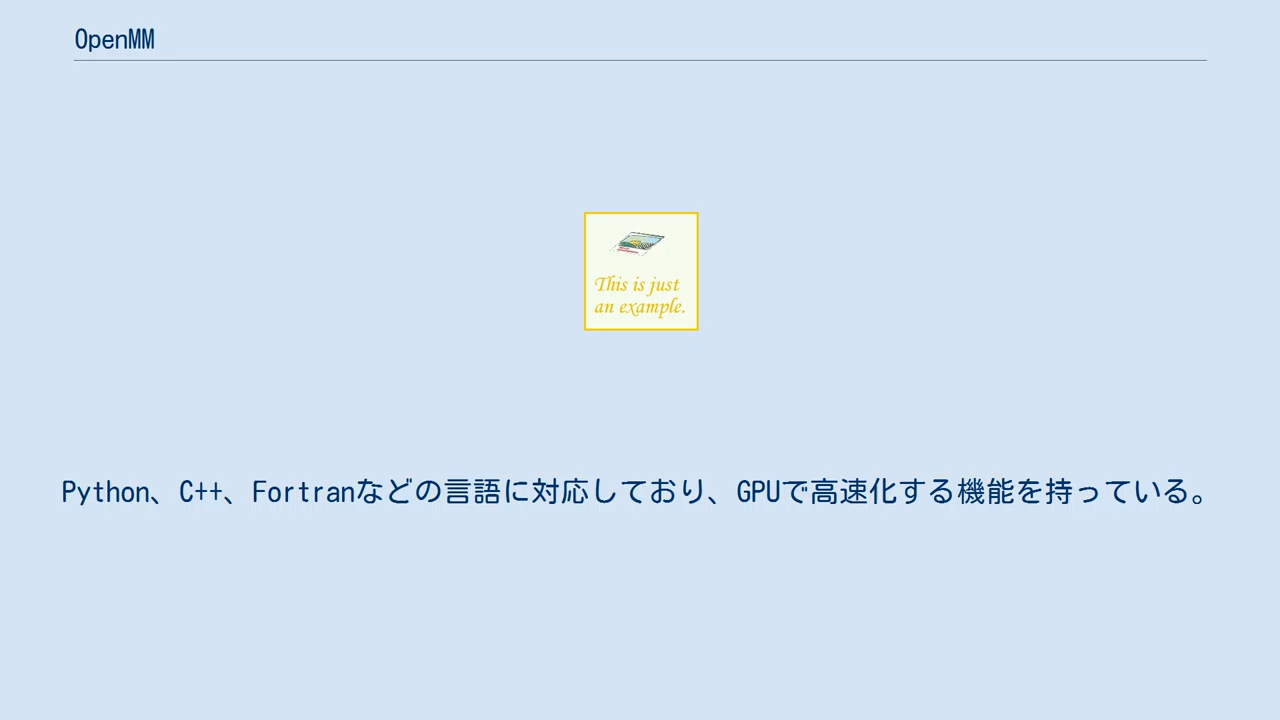 OpenMM
This is just
an example.
Python、C++、Fortranなどの言語に対応しており、GPUで高速化する機能を持っている。